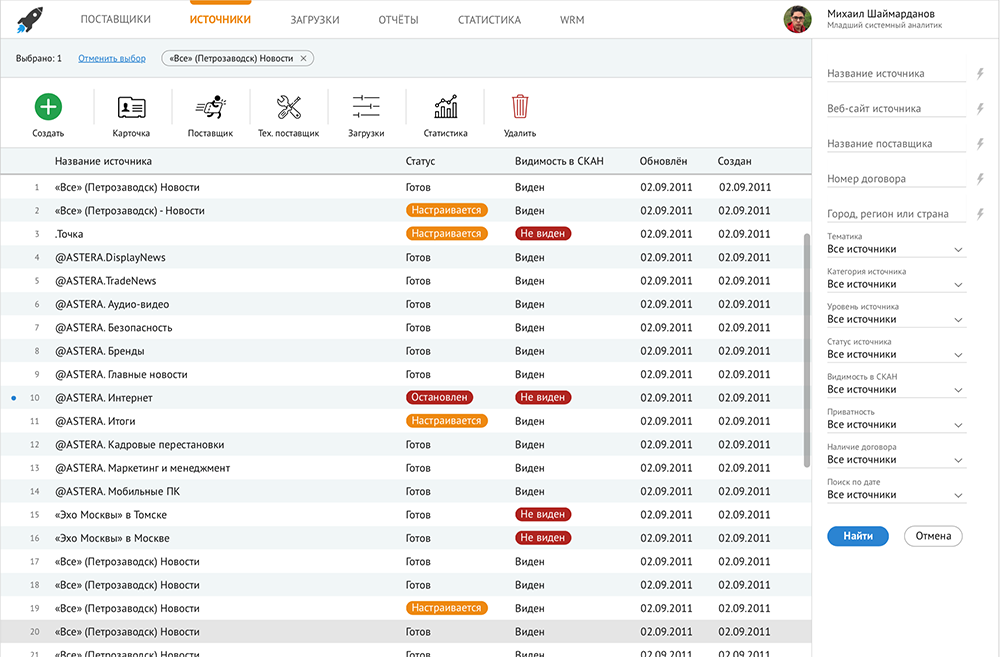 ПОСТАВЩИКИ ИСТОЧНИКИ ЗАГРУЗКИ ОТЧЁТЫ СТАТИСТИКА WRM
Михаил Шаймарданов
Младший системный аналитик
Выбрано: 1 Отменить выбор «Все» (Петрозаводск) Новости ×
Создать Карточка Поставщик Тех. поставщик Загрузки Статистика Удалить
Название источника Статус Видимость в СКАН Обновлён Создан
1 «Все» (Петрозаводск) Новости Готов Виден 02.09.2011 02.09.2011
2 «Все» (Петрозаводск) - Новости Настраивается Виден 02.09.2011 02.09.2011
3 .Точка Настраивается Не виден 02.09.2011 02.09.2011
4 @ASTERA.DisplayNews Готов Виден 02.09.2011 02.09.2011
5 @ASTERA.TradeNews Готов Виден 02.09.2011 02.09.2011
6 @ASTERA. Аудио-видео Готов Виден 02.09.2011 02.09.2011
7 @ASTERA. Безопасность Готов Виден 02.09.2011 02.09.2011
8 @ASTERA. Бренды Готов Виден 02.09.2011 02.09.2011
9 @ASTERA. Главные новости Готов Виден 02.09.2011 02.09.2011
10 @ASTERA. Интернет Остановлен Не виден 02.09.2011 02.09.2011
11 @ASTERA. Итоги Настраивается Виден 02.09.2011 02.09.2011
12 @ASTERA. Кадровые перестановки Готов Виден 02.09.2011 02.09.2011
13 @ASTERA. Маркетинг и менеджмент Готов Виден 02.09.2011 02.09.2011
14 @ASTERA. Мобильные ПК Готов Виден 02.09.2011 02.09.2011
15 «Эхо Москвы» в Томске Готов Не виден 02.09.2011 02.09.2011
16 «Эхо Москвы» в Москве Готов Не виден 02.09.2011 02.09.2011
17 «Все» (Петрозаводск) Новости Готов Виден 02.09.2011 02.09.2011
18 «Все» (Петрозаводск) Новости Готов Виден 02.09.2011 02.09.2011
19 «Все» (Петрозаводск) Новости Настраивается Виден 02.09.2011 02.09.2011
20 «Все» (Петрозаводск) Новости Готов Виден 02.09.2011 02.09.2011
21 «Все» (Петрозаводск) Новости Готов Виден 02.09.2011 02.09.2011
Название источника
Веб-сайт источника
Название поставщика
Номер договора
Город, регион или страна
Тематика
Все источники
Категория источника
Все источники
Уровень источника
Все источники
Статус источника
Все источники
Видимость в СКАН
Все источники
Приватность
Все источники
Наличие договора
Все источники
Поиск по дате
Все источники
Найти Отмена